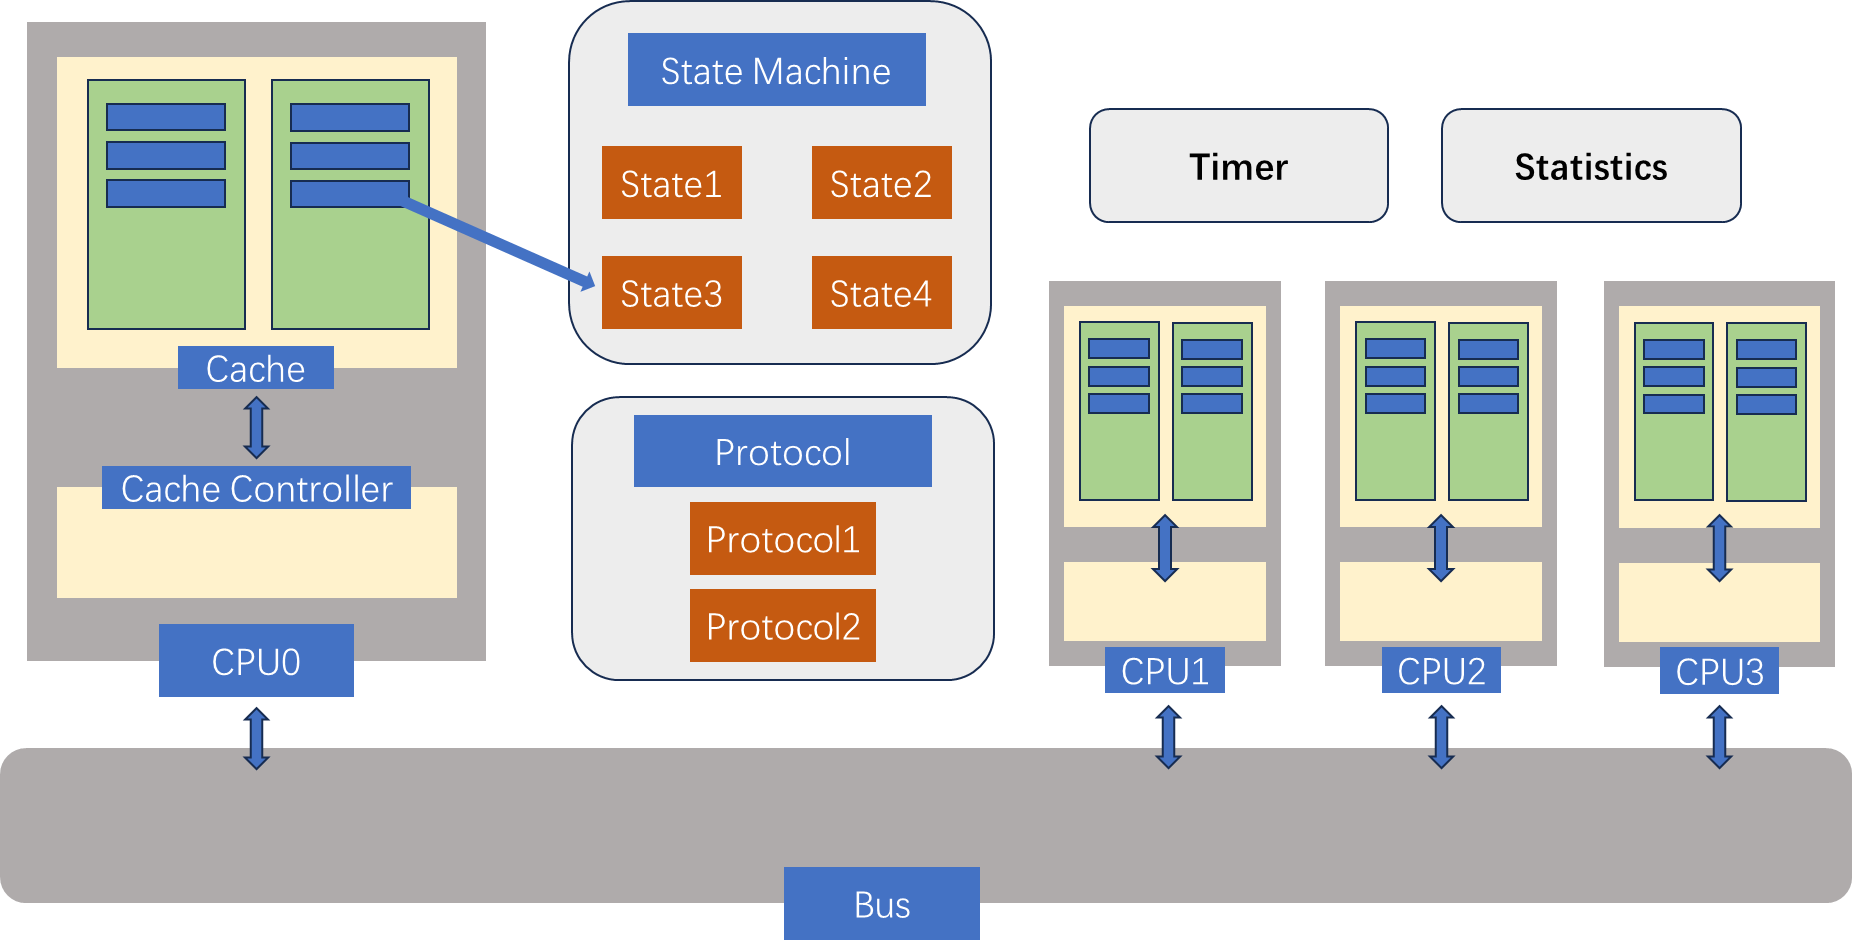 State Machine
State1
State2
State3
State4
Timer
Statistics
Cache
Cache Controller
CPU0
Protocol
Protocol1
Protocol2
CPU1
CPU2
CPU3
Bus